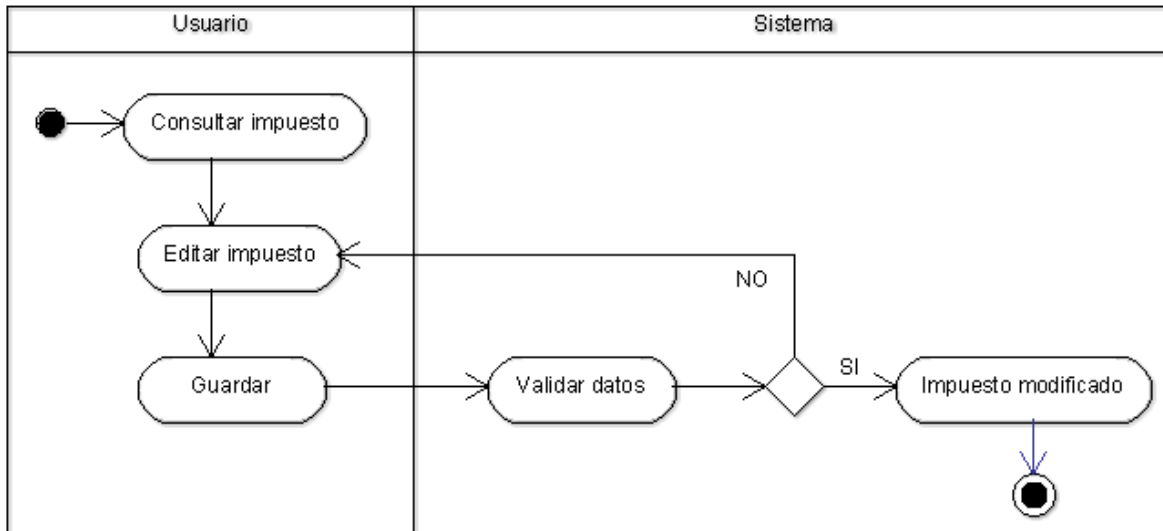 Usuario
Sistema
Consultar impuesto
Editar impuesto
NO
Guardar
Validar datos
SI
Impuesto modificado